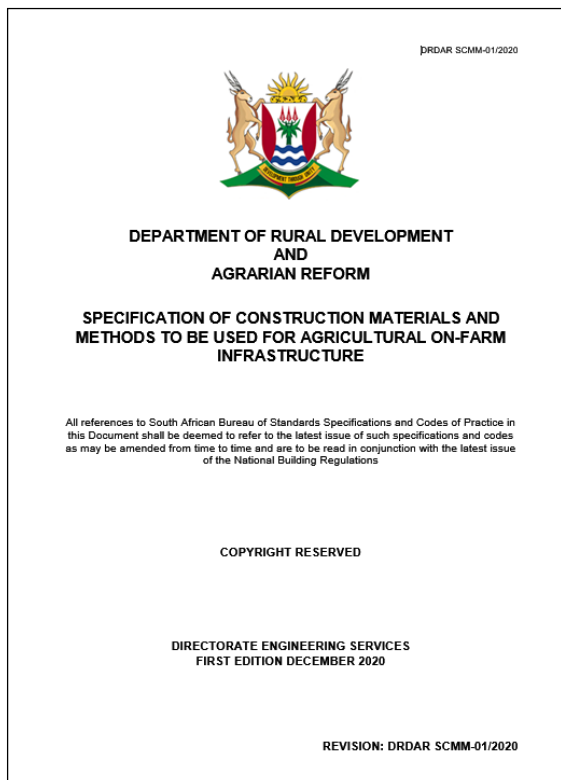 DRDAR SCMM-01/2020
DEVELOPMENT THROUGH UNITY
DEPARTMENT OF RURAL DEVELOPMENT
AND
AGRARIAN REFORM
SPECIFICATION OF CONSTRUCTION MATERIALS AND
METHODS TO BE USED FOR AGRICULTURAL ON-FARM
INFRASTRUCTURE
All references to South African Bureau of Standards Specifications and Codes of Practice in
this Document shall be deemed to refer to the latest issue of such specifications and codes
as may be amended from time to time and are to be read in conjunction with the latest issue
of the National Building Regulations
COPYRIGHT RESERVED
DIRECTORATE ENGINEERING SERVICES
FIRST EDITION DECEMBER 2020
REVISION: DRDAR SCMM-01/2020